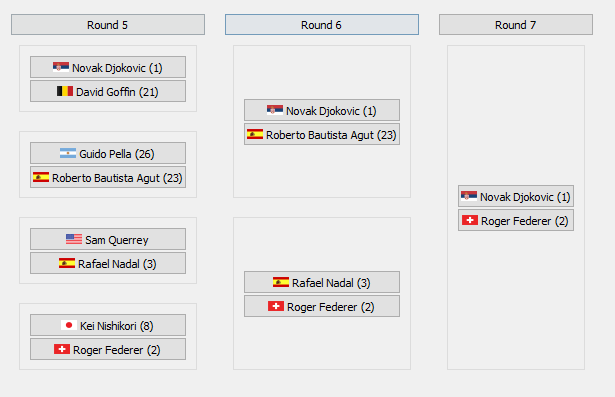 Round 5
Novak Djokovic (1)
David Goffin (21)
Guido Pella (26)
Roberto Bautista Agut (23)
Sam Querrey
Rafael Nadal (3)
Kei Nishikori (8)
Roger Federer (2)
Round 6
Novak Djokovic (1)
Roberto Bautista Agut (23)
Rafael Nadal (3)
Roger Federer (2)
Round 7
Novak Djokovic (1)
Roger Federer (2)